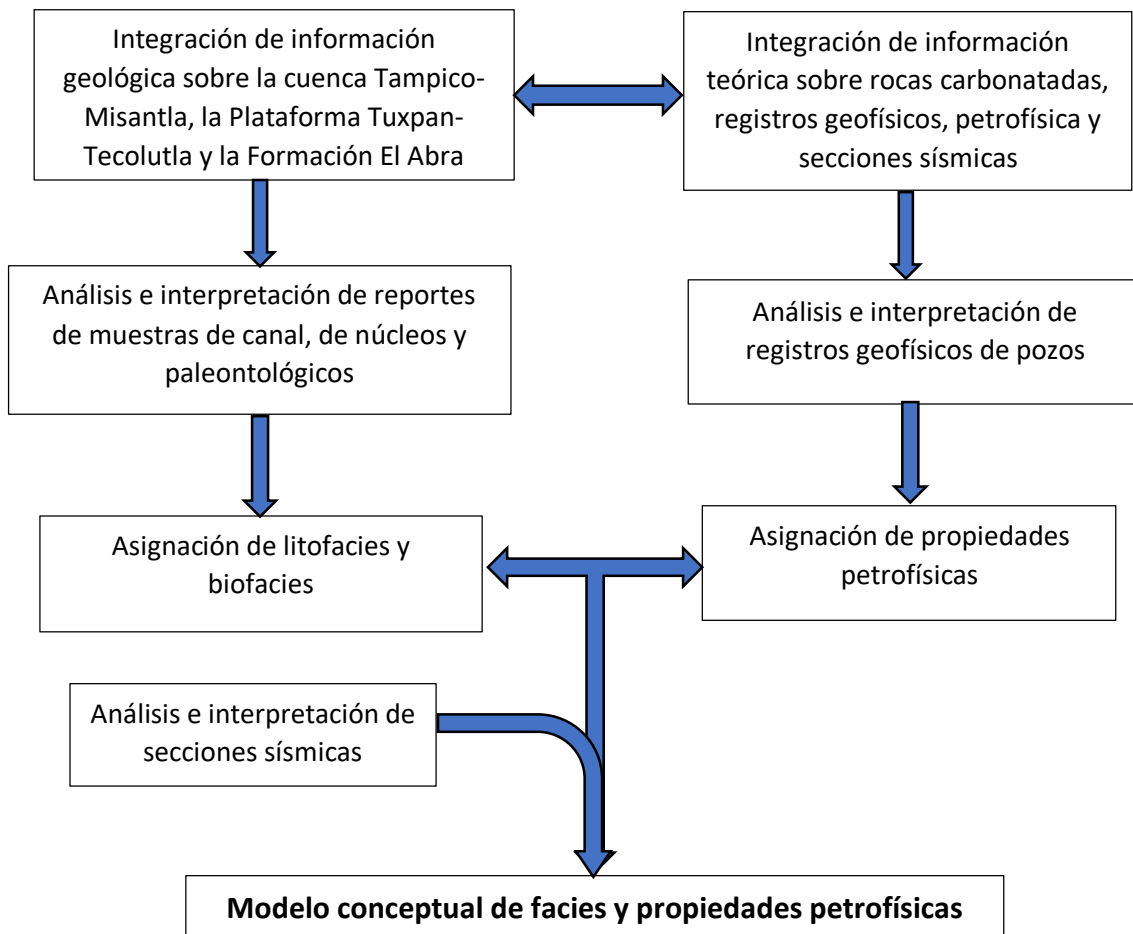 Integración de información
geológica sobre la cuenca Tampico-
Misantla, la Plataforma Tuxpan-
Tecolutla y la Formación El Abra
Integración de información
teórica sobre rocas carbonatadas,
registros geofísicos, petrofísica y
secciones sísmicas
Análisis e interpretación de reportes
de muestras de canal, de núcleos y
paleontológicos
Análisis e interpretación de
registros geofísicos de pozos
Asignación de litofacies y
biofacies
Asignación de propiedades
petrofísicas
Análisis e interpretación de
secciones sísmicas
Modelo conceptual de facies y propiedades petrofísicas